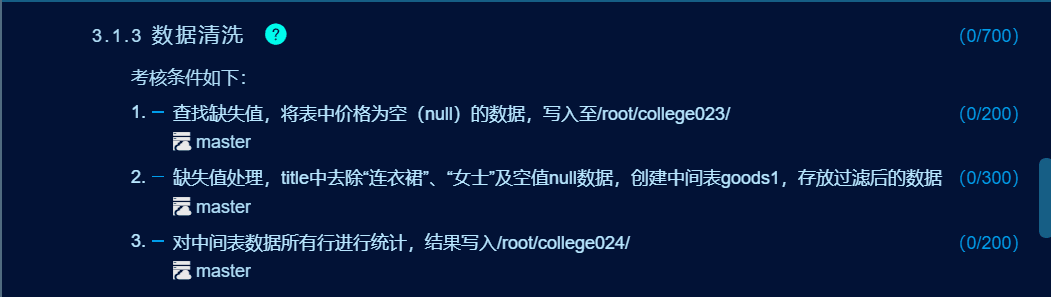 3.1.3 数据清洗 ? (0/700)
考核条件如下：
1. — 查找缺失值，将表中价格为空（null）的数据，写入至/root/college023/ (0/200)
master
2. — 缺失值处理，title中去除“连衣裙”、“女士”及空值null数据，创建中间表goods1，存放过滤后的数据 (0/300)
master
3. — 对中间表数据所有行进行统计，结果写入/root/college024/ (0/200)
master